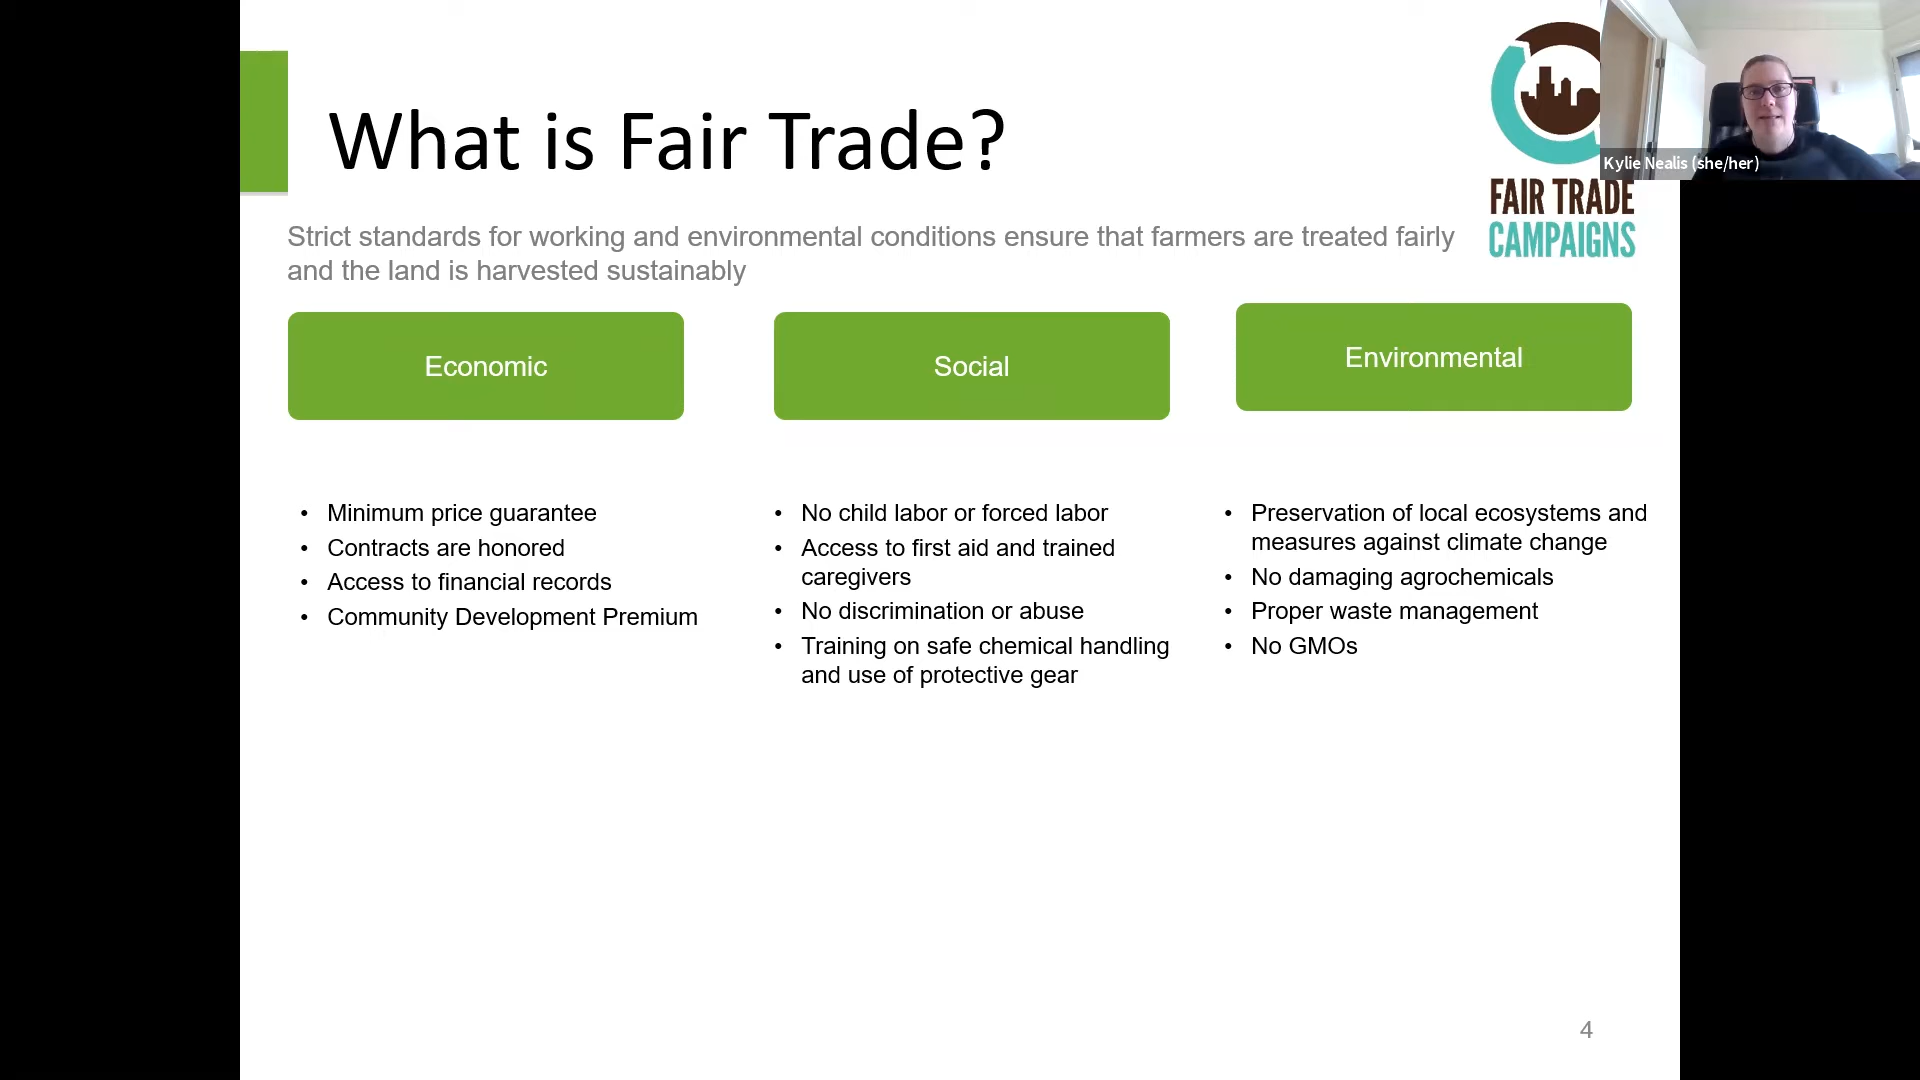 What is Fair Trade?
Kylie Nealis (she/her)
FAIR TRADE
CAMPAIGNS
Strict standards for working and environmental conditions ensure that farmers are treated fairly
and the land is harvested sustainably
Economic
Social
Environmental
• Minimum price guarantee
• Contracts are honored
• Access to financial records
• Community Development Premium
• No child labor or forced labor
• Access to first aid and trained
caregivers
• No discrimination or abuse
• Training on safe chemical handling
and use of protective gear
• Preservation of local ecosystems and
measures against climate change
• No damaging agrochemicals
• Proper waste management
• No GMOs
4